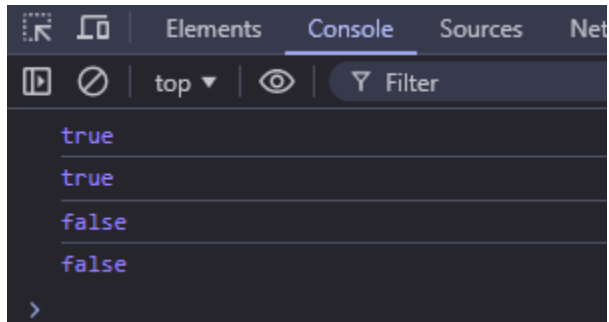 Elements Console Sources Net
top Filter
true
true
false
false